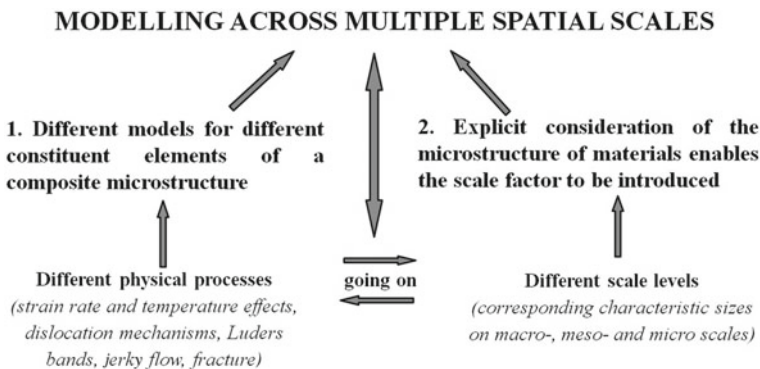 MODELLING ACROSS MULTIPLE SPATIAL SCALES
1. Different models for different
constituent elements of a
composite microstructure
2. Explicit consideration of the
microstructure of materials enables
the scale factor to be introduced
Different physical processes
(strain rate and temperature effects,
dislocation mechanisms, Luders
bands, jerky flow, fracture)
going on
Different scale levels
(corresponding characteristic sizes
on macro-, meso- and micro scales)